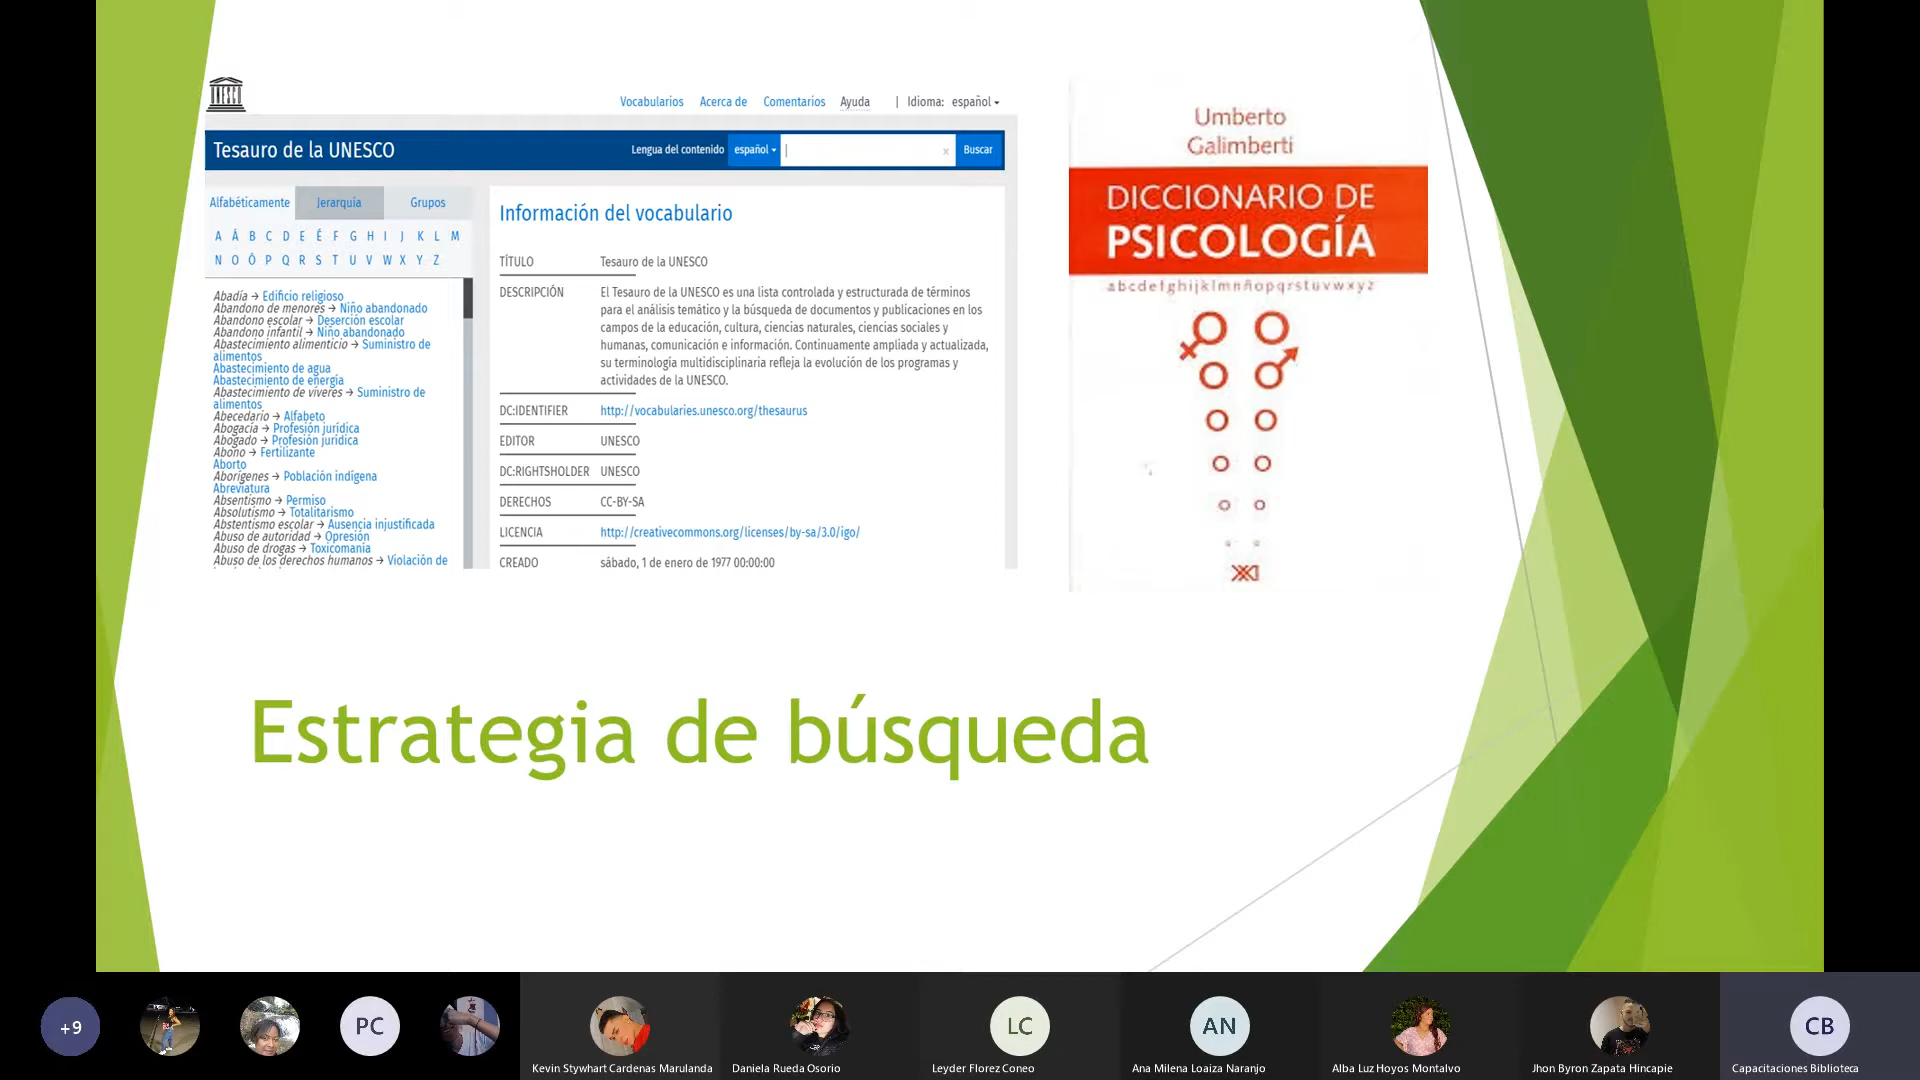 UNESCO
Vocabularios Acerca de Comentarios Ayuda | Idioma: español
Tesauro de la UNESCO
Lengua del contenido español x Buscar
Alfabéticamente Jerarquía Grupos
A Á B C D E É F G H I J K L M
N O Ó P Q R S T U V W X Y Z
Abadía → Edificio religioso
Abandono de menores → Niño abandonado
Abandono escolar → Deserción escolar
Abandono infantil → Niño abandonado
Abastecimiento alimenticio → Suministro de
alimentos
Abastecimiento de agua
Abastecimiento de energía
Abastecimiento de víveres → Suministro de
alimentos
Abecedario → Alfabeto
Abogacía → Profesión jurídica
Abogado → Profesión jurídica
Abono → Fertilizante
Aborto
Aborígenes → Población indígena
Abreviatura
Absentismo → Permiso
Absolutismo → Totalitarismo
Abstentismo escolar → Ausencia injustificada
Abuso de autoridad → Opresión
Abuso de drogas → Toxicomanía
Abuso de los derechos humanos → Violación de
Información del vocabulario
TÍTULO Tesauro de la UNESCO
DESCRIPCIÓN El Tesauro de la UNESCO es una lista controlada y estructurada de términos
para el análisis temático y la búsqueda de documentos y publicaciones en los
campos de la educación, cultura, ciencias naturales, ciencias sociales y
humanas, comunicación e información. Continuamente ampliada y actualizada,
su terminología multidisciplinaria refleja la evolución de los programas y
actividades de la UNESCO.
DC:IDENTIFIER http://vocabularies.unesco.org/thesaurus
EDITOR UNESCO
DC:RIGHTSHOLDER UNESCO
DERECHOS CC-BY-SA
LICENCIA http://creativecommons.org/licenses/by-sa/3.0/igo/
CREADO sábado, 1 de enero de 1977 00:00:00
Umberto
Galimberti
DICCIONARIO DE
PSICOLOGÍA
abcdefghijklmnñopqrstuvwxyz
Estrategia de búsqueda
+9
PC
LC
AN
CB
Kevin Stywhart Cardenas Marulanda
Daniela Rueda Osorio
Leyder Florez Coneo
Ana Milena Loaiza Naranjo
Alba Luz Hoyos Montalvo
Jhon Byron Zapata Hincapie
Capacitaciones Biblioteca